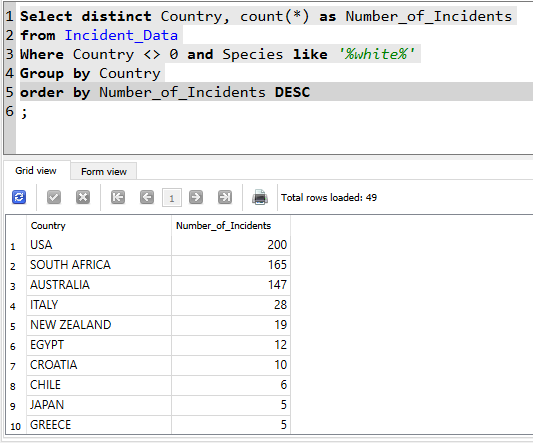 1 Select distinct Country, count(*) as Number_of_Incidents
2 from Incident_Data
3 Where Country <> 0 and Species like '%white%'
4 Group by Country
5 order by Number_of_Incidents DESC
6 ;
Grid view Form view
1 Total rows loaded: 49
Country Number_of_Incidents
1 USA 200
2 SOUTH AFRICA 165
3 AUSTRALIA 147
4 ITALY 28
5 NEW ZEALAND 19
6 EGYPT 12
7 CROATIA 10
8 CHILE 6
9 JAPAN 5
10 GREECE 5